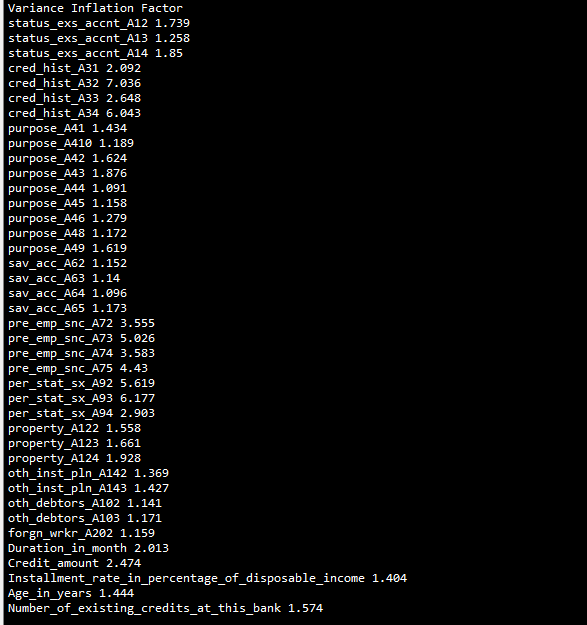 Variance Inflation Factor
status_exs_accnt_A12 1.739
status_exs_accnt_A13 1.258
status_exs_accnt_A14 1.85
cred_hist_A31 2.092
cred_hist_A32 7.036
cred_hist_A33 2.648
cred_hist_A34 6.043
purpose_A41 1.434
purpose_A410 1.189
purpose_A42 1.624
purpose_A43 1.876
purpose_A44 1.091
purpose_A45 1.158
purpose_A46 1.279
purpose_A48 1.172
purpose_A49 1.619
sav_acc_A62 1.152
sav_acc_A63 1.14
sav_acc_A64 1.096
sav_acc_A65 1.173
pre_emp_snc_A72 3.555
pre_emp_snc_A73 5.026
pre_emp_snc_A74 3.583
pre_emp_snc_A75 4.43
per_stat_sx_A92 5.619
per_stat_sx_A93 6.177
per_stat_sx_A94 2.903
property_A122 1.558
property_A123 1.661
property_A124 1.928
oth_inst_pln_A142 1.369
oth_inst_pln_A143 1.427
oth_debtors_A102 1.141
oth_debtors_A103 1.171
forgn_wrkr_A202 1.159
Duration_in_month 2.013
Credit_amount 2.474
Installment_rate_in_percentage_of_disposable_income 1.404
Age_in_years 1.444
Number_of_existing_credits_at_this_bank 1.574